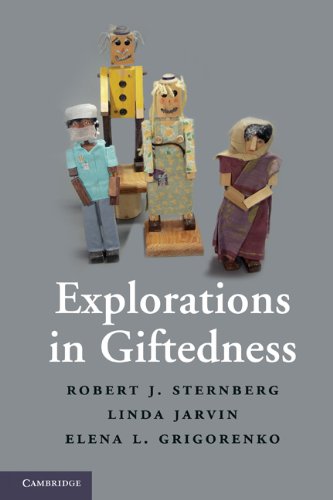 Explorations
in Giftedness
ROBERT J. STERNBERG
LINDA JARVIN
ELENA L. GRIGORENKO
CAMBRIDGE